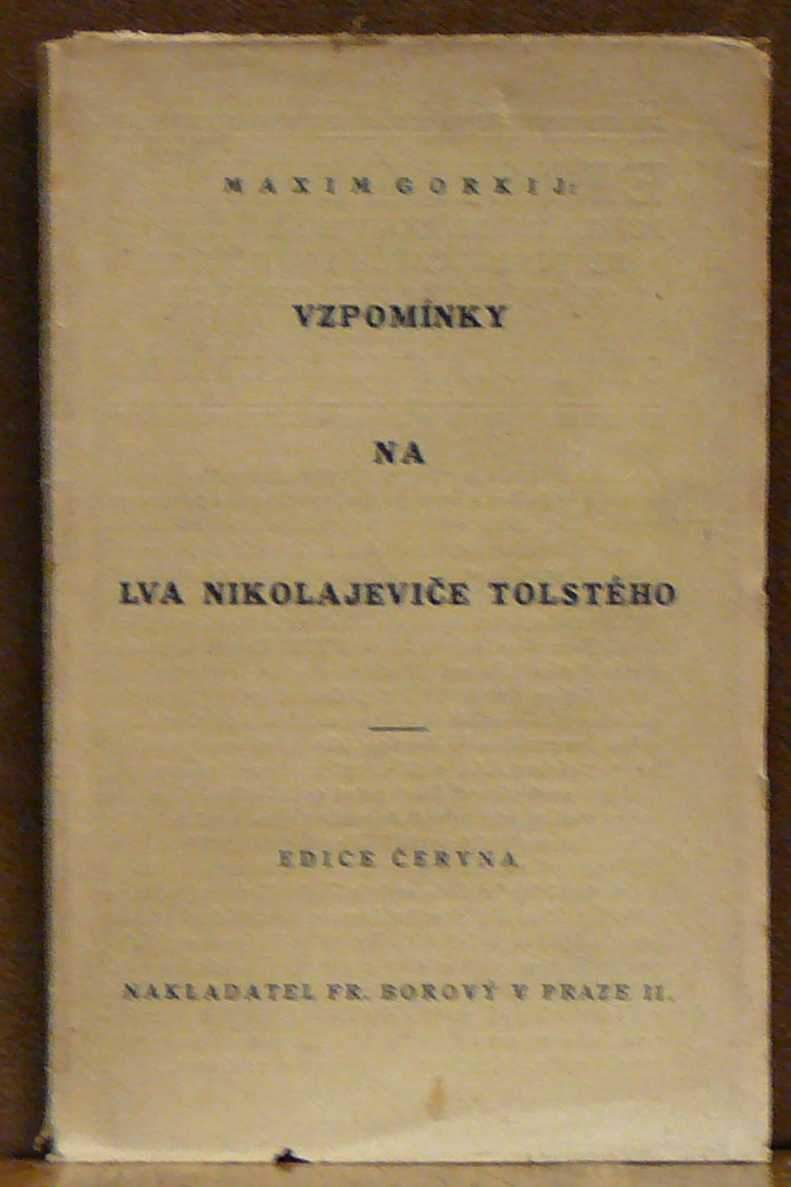 MAXIM GORKIJ:
VZPOMÍNKY
NA
LVA NIKOLAJEVIČE TOLSTÉHO
EDICE ČERVNA
NAKLADATEL FR. BOROVÝ V PRAZE II.